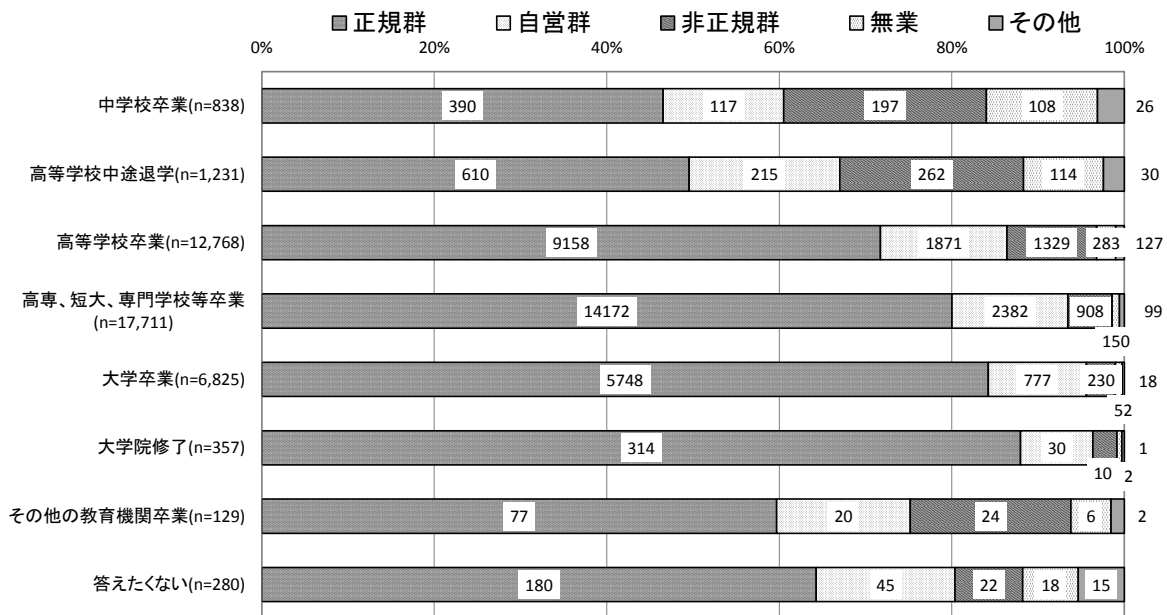 正規群 自営群 非正規群 無業 その他
0% 20% 40% 60% 80% 100%
中学校卒業(n=838) 390 117 197 108 26
高等学校中途退学(n=1,231) 610 215 262 114 30
高等学校卒業(n=12,768) 9158 1871 1329 283 127
高専、短大、専門学校等卒業
(n=17,711) 14172 2382 908 99
150
大学卒業(n=6,825) 5748 777 230 18
52
大学院修了(n=357) 314 30 1
10 2
その他の教育機関卒業(n=129) 77 20 24 6 2
答えたくない(n=280) 180 45 22 18 15